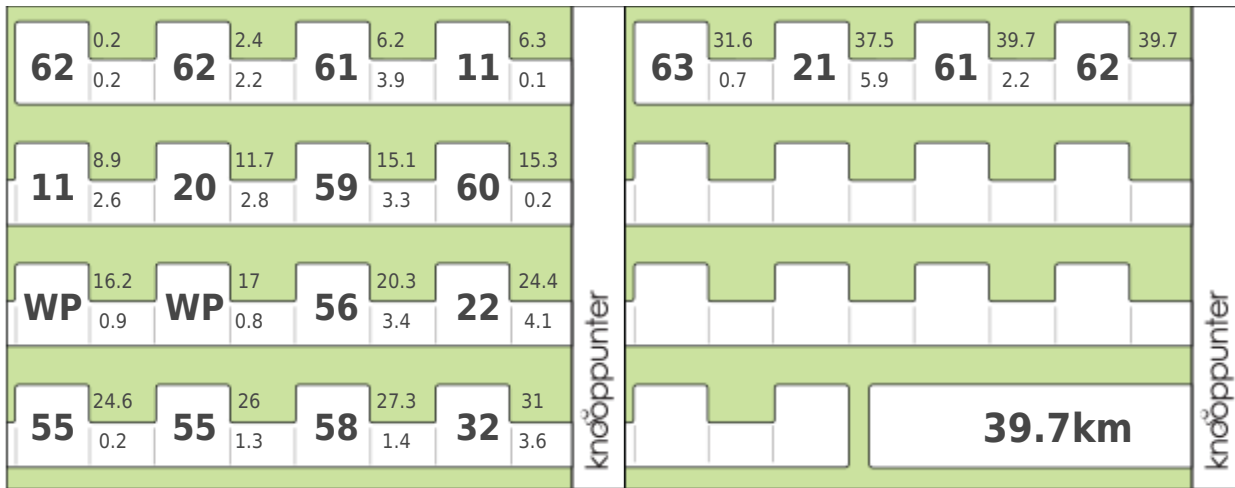 62 0.2 0.2 62 2.4 2.2 61 6.2 3.9 11 6.3 0.1
11 8.9 2.6 20 11.7 2.8 59 15.1 3.3 60 15.3 0.2
WP 16.2 0.9 WP 17 0.8 56 20.3 3.4 22 24.4 4.1
55 24.6 0.2 55 26 1.3 58 27.3 1.4 32 31 3.6
knooppunter
63 31.6 0.7 21 37.5 5.9 61 39.7 2.2 62 39.7
39.7km
knooppunter